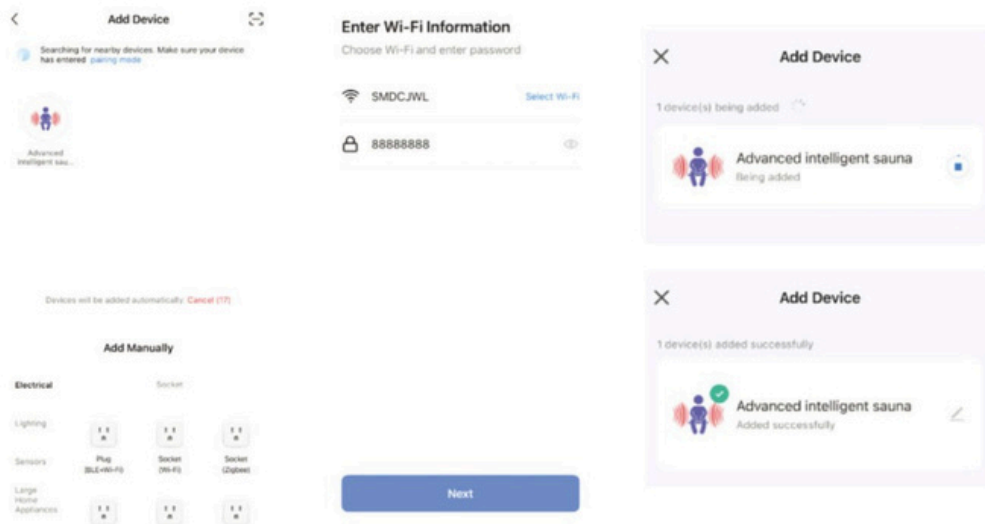 Add Device
Searching for nearby devices. Make sure your device
has entered pairing mode
Advanced
intelligent sau...
Devices will be added automatically Cancel (17)
Add Manually
Electrical
Socket
Lighting
Plug
(BLE+Wi-Fi)
Socket
(Wi-Fi)
Socket
(Zigbee)
Sensors
Large
Home
Appliances
Enter Wi-Fi Information
Choose Wi-Fi and enter password
SMDCJWL
Select Wi-Fi
88888888
Next
Add Device
1 device(s) being added
Advanced intelligent sauna
Being added
Add Device
1 device(s) added successfully
Advanced intelligent sauna
Added successfully